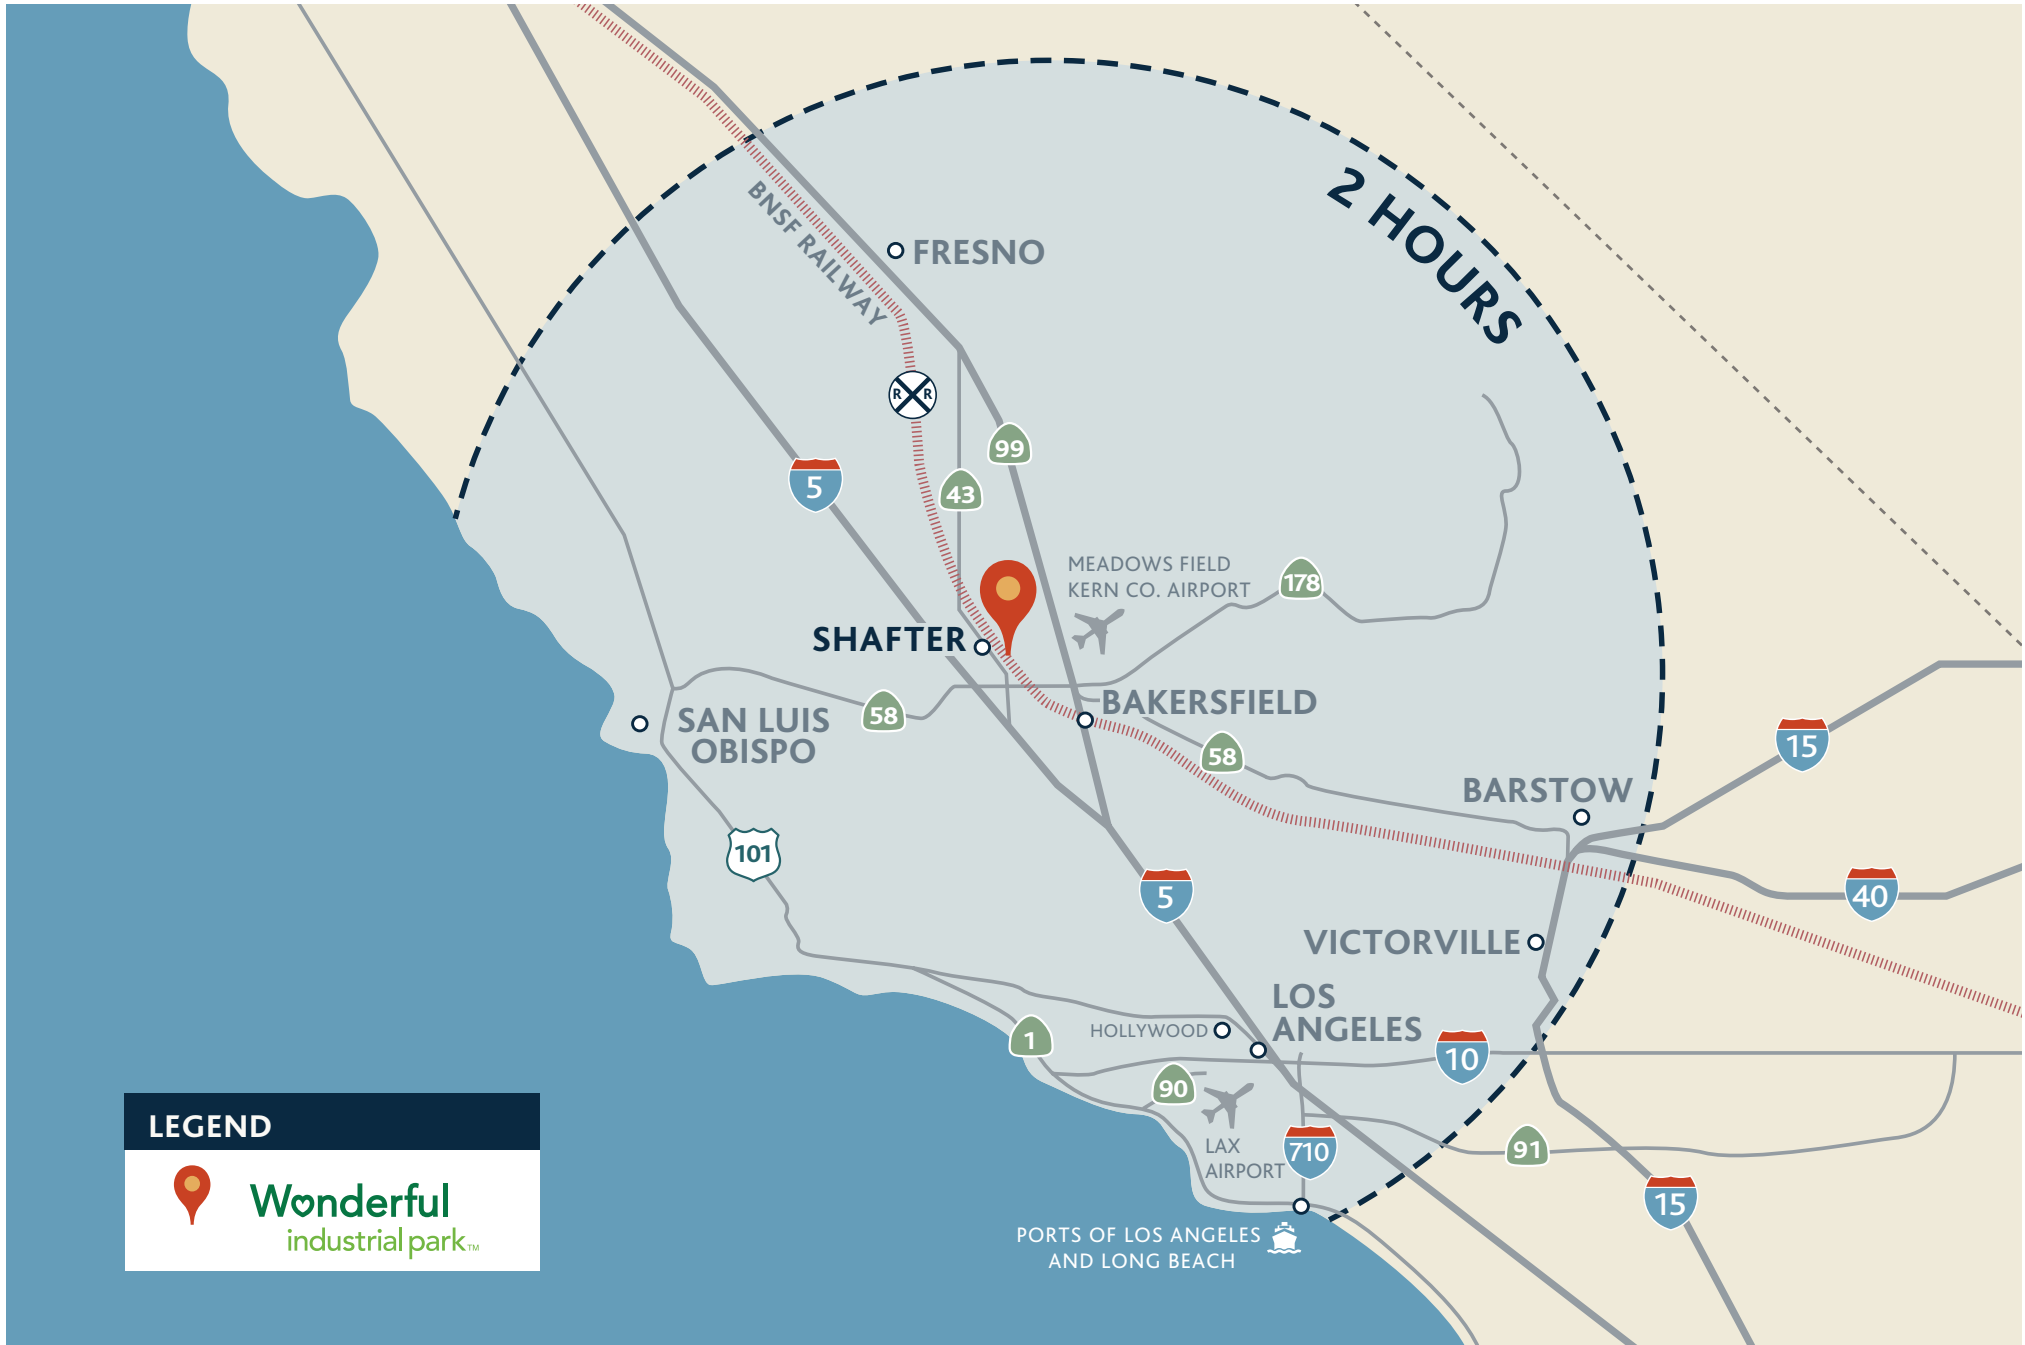 2 HOURS
BNSF RAILWAY
FRESNO
R R
99
5
43
MEADOWS FIELD
KERN CO. AIRPORT
178
SHAFTER
BAKERSFIELD
58
SAN LUIS
OBISPO
58
15
BARSTOW
101
5
40
VICTORVILLE
LOS
ANGELES
HOLLYWOOD
1
10
90
LAX
AIRPORT
710
91
15
PORTS OF LOS ANGELES
AND LONG BEACH
LEGEND
Wonderful
industrial park™